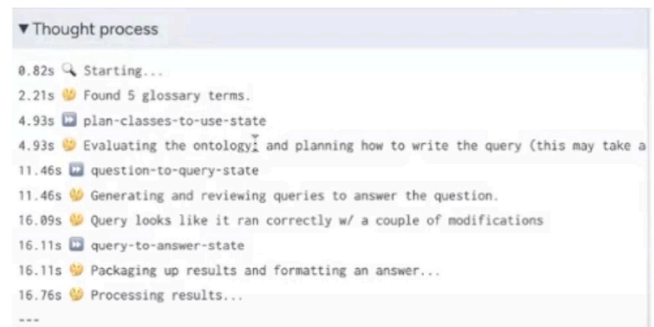 ▼ Thought process
0.82s 🔍 Starting...
2.21s 🤔 Found 5 glossary terms.
4.93s ⏩ plan-classes-to-use-state
4.93s 🤔 Evaluating the ontology, and planning how to write the query (this may take a
11.46s ⏩ question-to-query-state
11.46s 🤔 Generating and reviewing queries to answer the question.
16.09s 🤔 Query looks like it ran correctly w/ a couple of modifications
16.11s ⏩ query-to-answer-state
16.11s 🤔 Packaging up results and formatting an answer...
16.76s 🤔 Processing results...
---